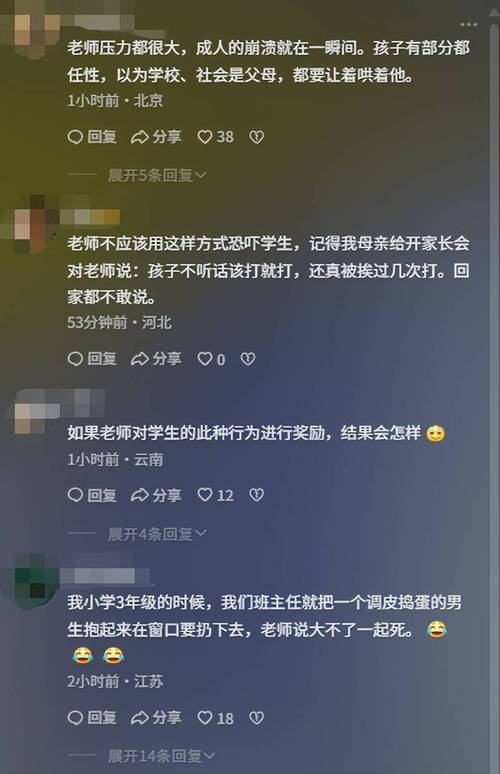 老师压力都很大，成人的崩溃就在一瞬间。孩子有部分都
任性，以为学校、社会是父母，都要让着哄着他。
1小时前·北京
回复 分享 38
展开5条回复
老师不应该用这样方式恐吓学生，记得我母亲给开家长会
对老师说：孩子不听话该打就打，还真被挨过几次打。回
家都不敢说。
53分钟前·河北
回复 分享 0
如果老师对学生的此种行为进行奖励，结果会怎样
1小时前·云南
回复 分享 12
展开4条回复
我小学3年级的时候，我们班主任就把一个调皮捣蛋的男
生抱起来在窗口要扔下去，老师说大不了一起死。😂
😂 😂
2小时前·江苏
回复 分享 18
展开14条回复